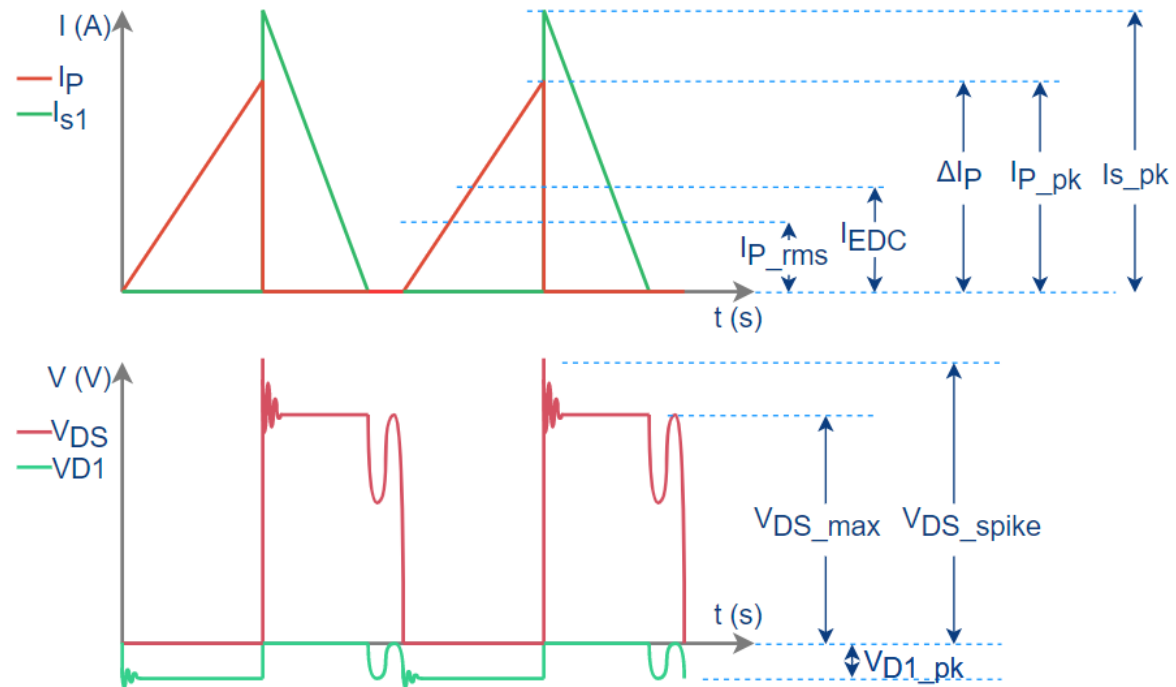 I (A)
IP
Is1
ΔIP
IP_pk
Is_pk
IEDC
IP_rms
t (s)
V (V)
VDS
VD1
VDS_max
VDS_spike
t (s)
VD1_pk